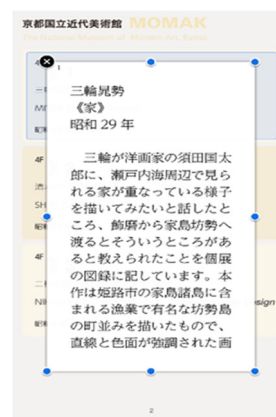 京都国立近代美術館 MOMAK
The National Museum of Modern Art, Kyoto
1
三輪晁勢
《家》
昭和 29 年
三輪が洋画家の須田国太
郎に、瀬戸内海周辺で見ら
れる家が重なっている様子
を描いてみたいと話したと
ころ、飾磨から家島坊勢へ
渡るとそういうところがあ
ると教えられたことを個展
の図録に記しています。本
作は姫路市の家島諸島に含
まれる漁業で有名な坊勢島
の町並みを描いたもので、
直線と色面が強調された画
4F
4F
sign
2